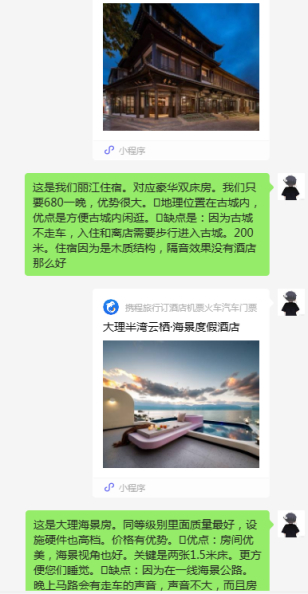 小程序
这是我们丽江住宿。对应豪华双床房。我们只
要680一晚，优势很大。地理位置在古城内，
优点是方便古城内闲逛。缺点是：因为古城
不走车，入住和离店需要步行进入古城。200
米。住宿因为是木质结构，隔音效果没有酒店
那么好
携程旅行订酒店机票火车汽车门票
大理半湾云栖·海景度假酒店
小程序
这是大理海景房。同等级别里面质量最好，设
施硬件也高档。价格有优势。优点：房间优
美，海景视角也好。关键是两张1.5米床。更方
便您们睡觉。缺点：因为在一线海景公路。
晚上马路会有走车的声音，声音不大，而且房